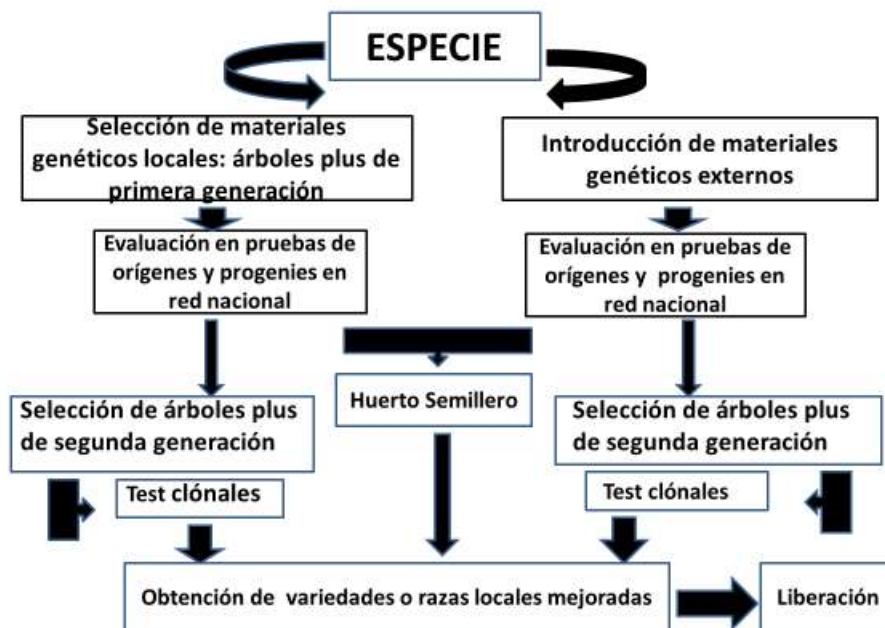 ESPECIE
Selección de materiales
genéticos locales: árboles plus de
primera generación
Introducción de materiales
genéticos externos
Evaluación en pruebas de
orígenes y progenies en
red nacional
Evaluación en pruebas de
orígenes y progenies en
red nacional
Huerto Semillero
Selección de árboles plus
de segunda generación
Selección de árboles plus
de segunda generación
Test clónales
Test clónales
Obtención de variedades o razas locales mejoradas
Liberación